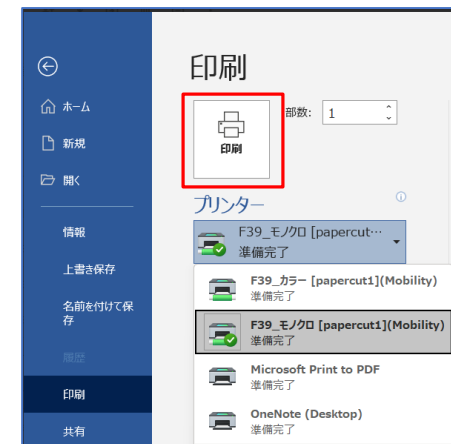 印刷
ホーム
新規
開く
情報
上書き保存
名前を付けて保
存
履歴
印刷
共有
印刷
部数: 1
プリンター
F39_モノクロ [papercut…
準備完了
F39_カラー [papercut1](Mobility)
準備完了
F39_モノクロ [papercut1](Mobility)
準備完了
Microsoft Print to PDF
準備完了
OneNote (Desktop)
準備完了